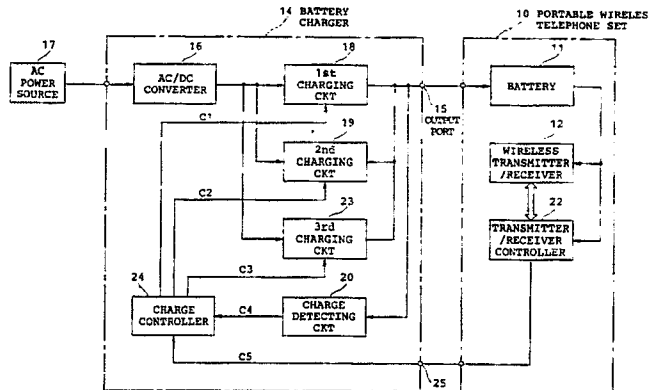 14 BATTERY
CHARGER
10 PORTABLE WIRELESS
TELEPHONE SET
17
AC
POWER
SOURCE
16
AC/DC
CONVERTER
18
1st
CHARGING
CKT
15
OUTPUT
PORT
11
BATTERY
C1
19
2nd
CHARGING
CKT
12
WIRELESS
TRANSMITTER
/RECEIVER
C2
23
3rd
CHARGING
CKT
22
TRANSMITTER
/RECEIVER
CONTROLLER
C3
24
CHARGE
CONTROLLER
C4
20
CHARGE
DETECTING
CKT
C5
25